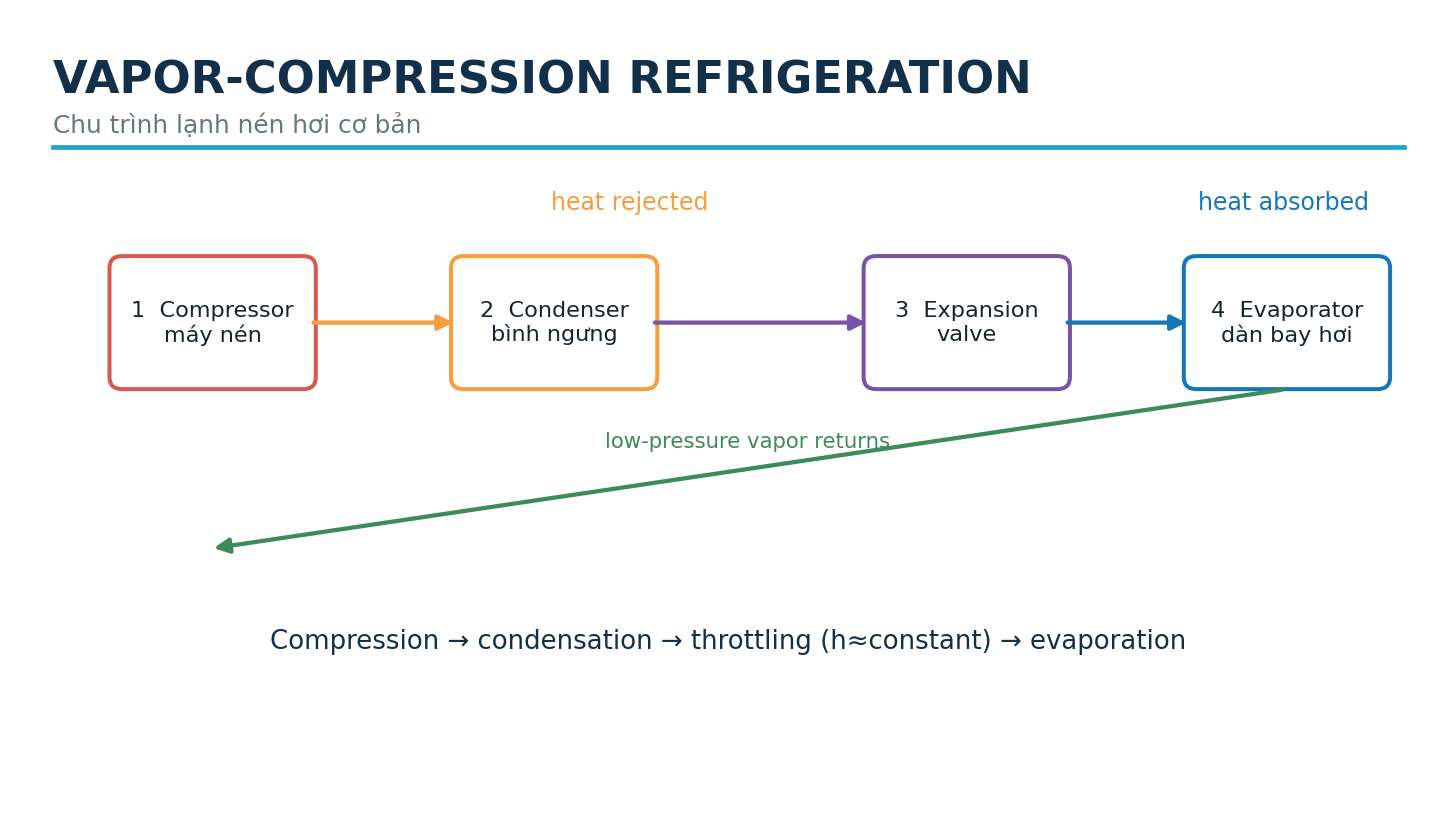 VAPOR-COMPRESSION REFRIGERATION
Chu trình lạnh nén hơi cơ bản
heat rejected
heat absorbed
1  Compressor
máy nén
2  Condenser
bình ngưng
3  Expansion
valve
4  Evaporator
dàn bay hơi
low-pressure vapor returns
Compression → condensation → throttling (h≈constant) → evaporation